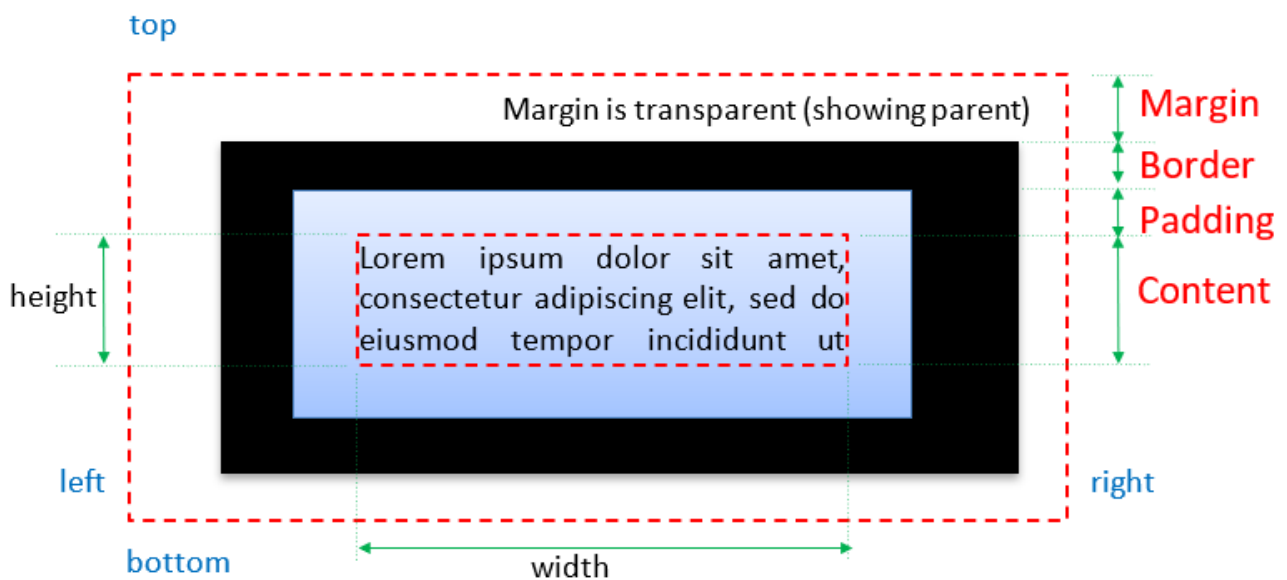 top
Margin is transparent (showing parent)
Margin
Border
Padding
Lorem ipsum dolor sit amet,
consectetur adipiscing elit, sed do
eiusmod tempor incididunt ut
height
Content
left
right
bottom
width